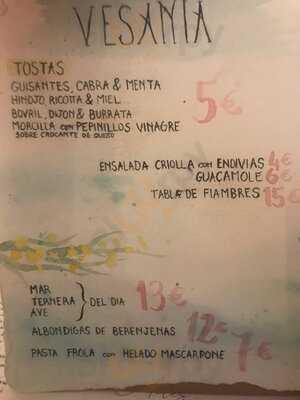 VESANIA
TOSTAS
GUISANTES, CABRA & MENTA
HINOJO, RICOTTA & MIEL
BOVRIL, DIJON & BURRATA
MORCILLA con PEPINILLOS VINAGRE
SOBRE CROCANTE DE QUESO
5€
ENSALADA CRIOLLA con ENDIVIAS 4€
GUACAMOLE 6€
TABLA DE FIAMBRES 15€
MAR
TERNERA } DEL DIA 13€
AVE
ALBONDIGAS DE BERENJENAS 12€
PASTA FROLA con HELADO MASCARPONE 7€